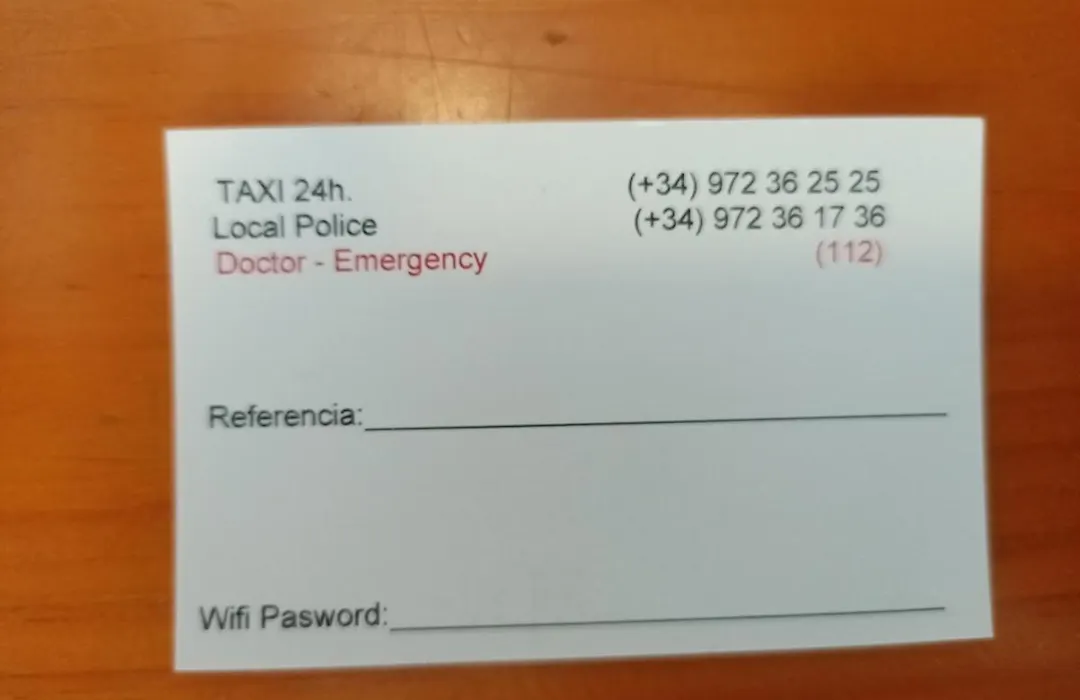 TAXI 24h. (+34) 972 36 25 25
Local Police (+34) 972 36 17 36
Doctor - Emergency (112)
Referencia:
Wifi Pasword: